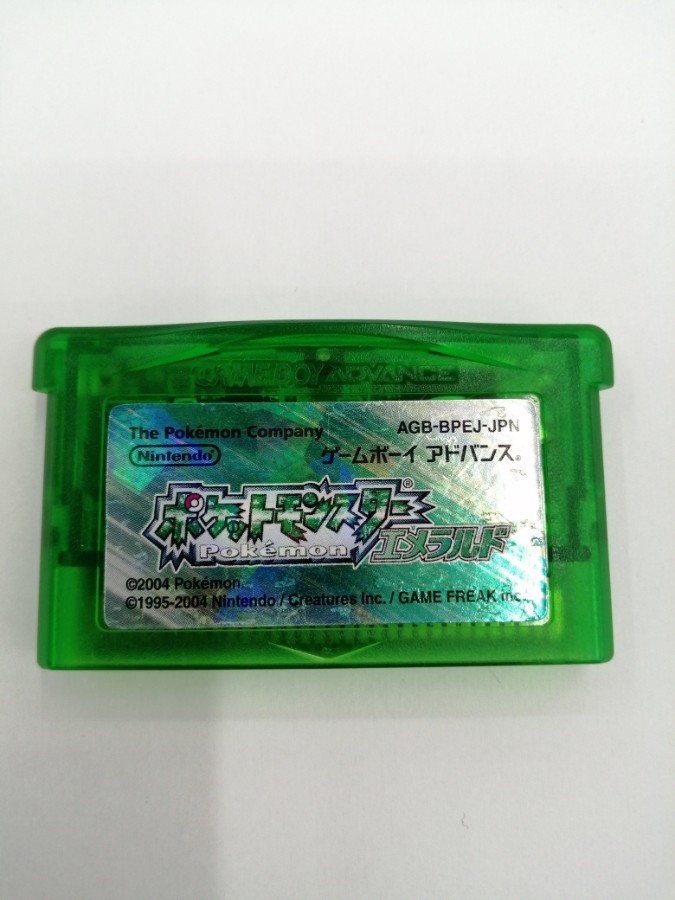 GAME BOY ADVANCE
The Pokémon Company
AGB-BPEJ-JPN
Nintendo®
ゲームボーイ アドバンス®
ポケットモンスター®
Pokémon
エメラルド
©2004 Pokémon.
©1995-2004 Nintendo / Creatures Inc. / GAME FREAK inc.